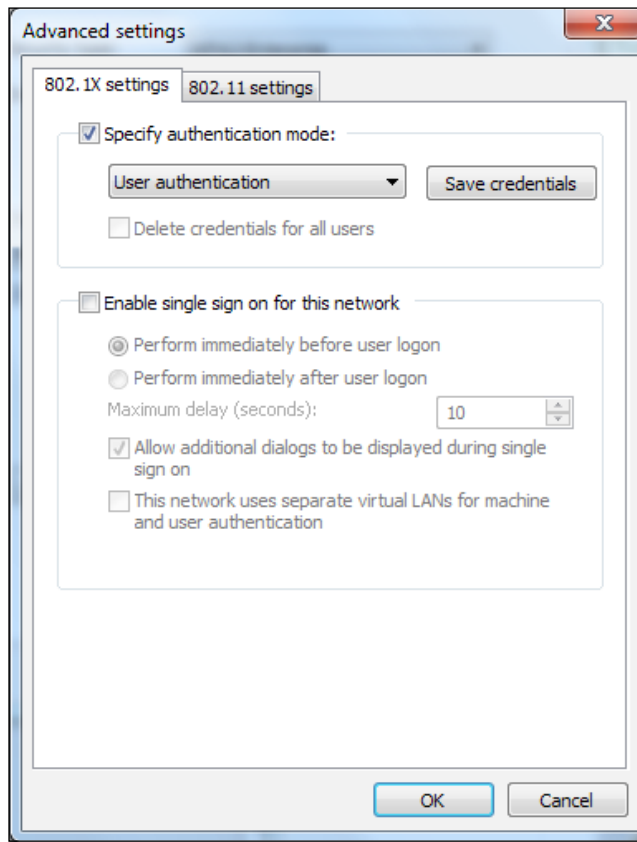 Advanced settings
802.1X settings
802.11 settings
Specify authentication mode:
User authentication
Save credentials
Delete credentials for all users
Enable single sign on for this network
Perform immediately before user logon
Perform immediately after user logon
Maximum delay (seconds):
10
Allow additional dialogs to be displayed during single
sign on
This network uses separate virtual LANs for machine
and user authentication
OK
Cancel